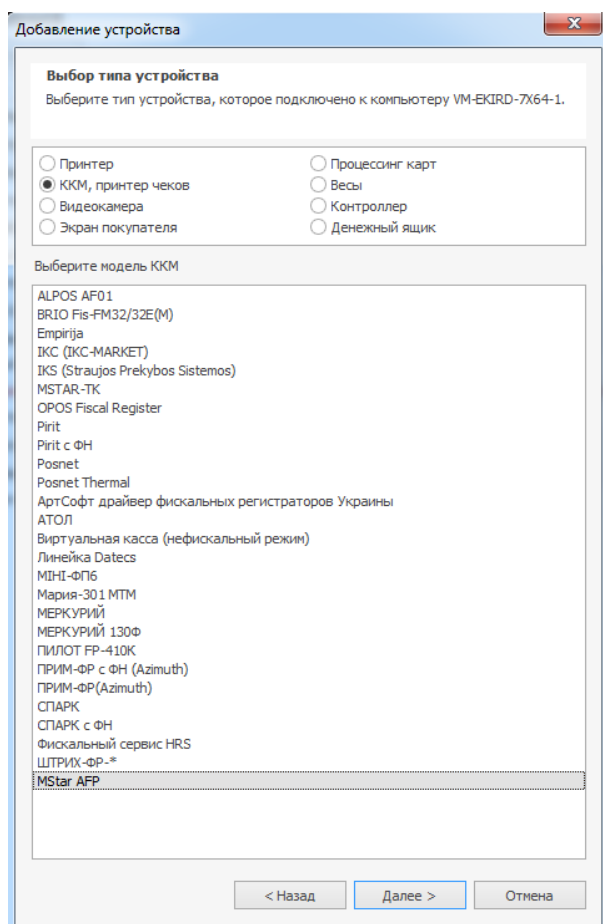 Добавление устройства
Выбор типа устройства
Выберите тип устройства, которое подключено к компьютеру VM-EKIRD-7X64-1.
Принтер
Процессинг карт
ККМ, принтер чеков
Весы
Видеокамера
Контроллер
Экран покупателя
Денежный ящик
Выберите модель ККМ
ALPOS AF01
BRIO Fis-FM32/32E(M)
Empirija
IKC (IKC-MARKET)
IKS (Straujos Prekybos Sistemos)
MSTAR-TK
OPOS Fiscal Register
Pirit
Pirit с ФН
Posnet
Posnet Thermal
АртСофт драйвер фискальных регистраторов Украины
АТОЛ
Виртуальная касса (нефискальный режим)
Линейка Datecs
МІНІ-ФП6
Мария-301 МТМ
МЕРКУРИЙ
МЕРКУРИЙ 130Ф
ПИЛОТ FP-410K
ПРИМ-ФР с ФН (Azimuth)
ПРИМ-ФР(Azimuth)
СПАРК
СПАРК с ФН
Фискальный сервис HRS
ШТРИХ-ФР-*
MStar AFP
< Назад
Далее >
Отмена